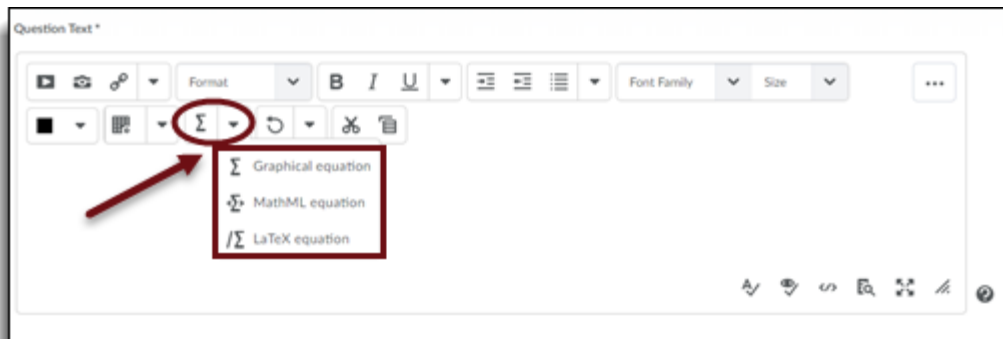 Question Text *
Format B I U Font Family Size ...
Σ
Σ Graphical equation
Σ MathML equation
/Σ LaTeX equation